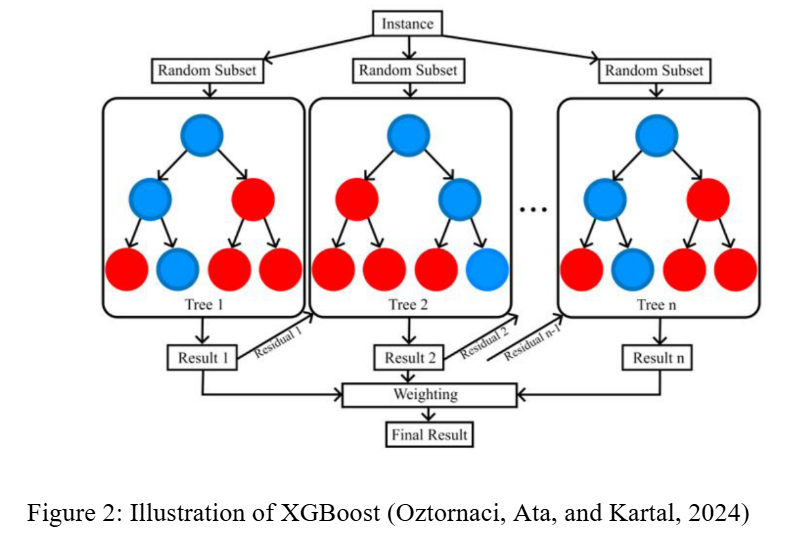 Instance
Random Subset
Random Subset
Random Subset
...
Tree 1
Tree 2
Tree n
Result 1
Residual 1
Result 2
Residual 2
Residual n-1
Result n
Weighting
Final Result
Figure 2: Illustration of XGBoost (Oztornaci, Ata, and Kartal, 2024)